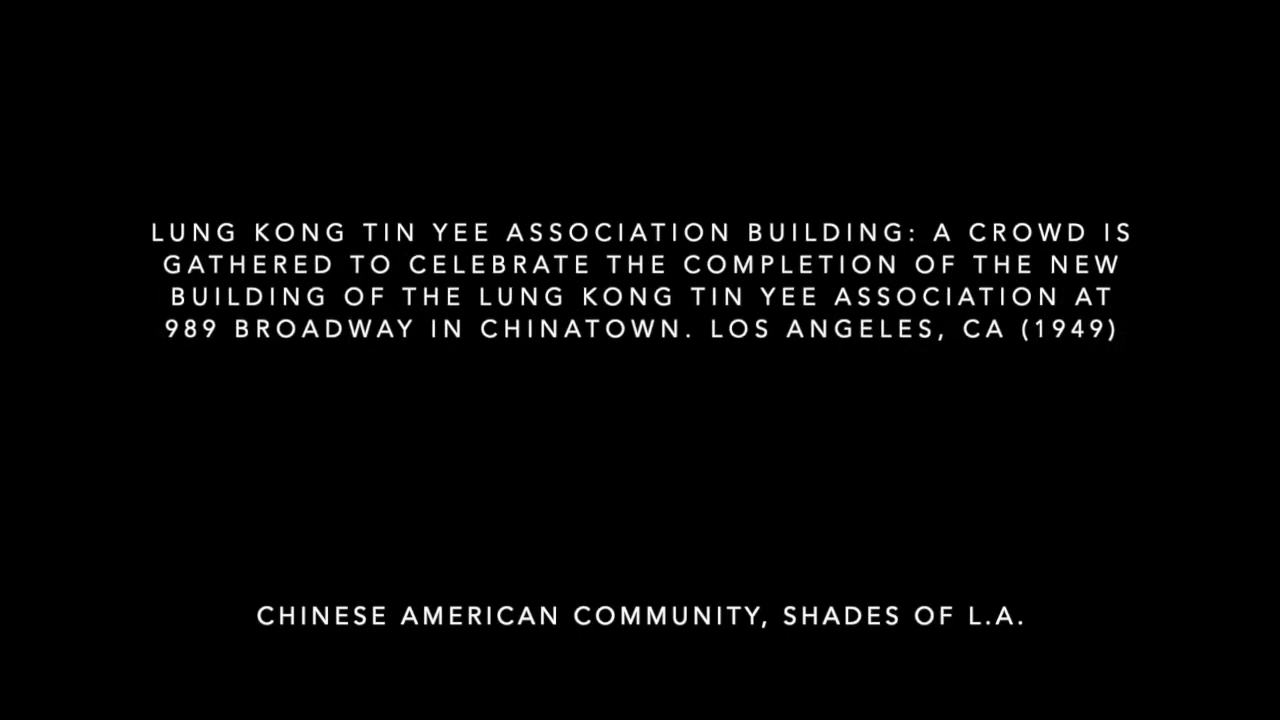 LUNG KONG TIN YEE ASSOCIATION BUILDING: A CROWD IS
GATHERED TO CELEBRATE THE COMPLETION OF THE NEW
BUILDING OF THE LUNG KONG TIN YEE ASSOCIATION AT
989 BROADWAY IN CHINATOWN. LOS ANGELES, CA (1949)
CHINESE AMERICAN COMMUNITY, SHADES OF L.A.